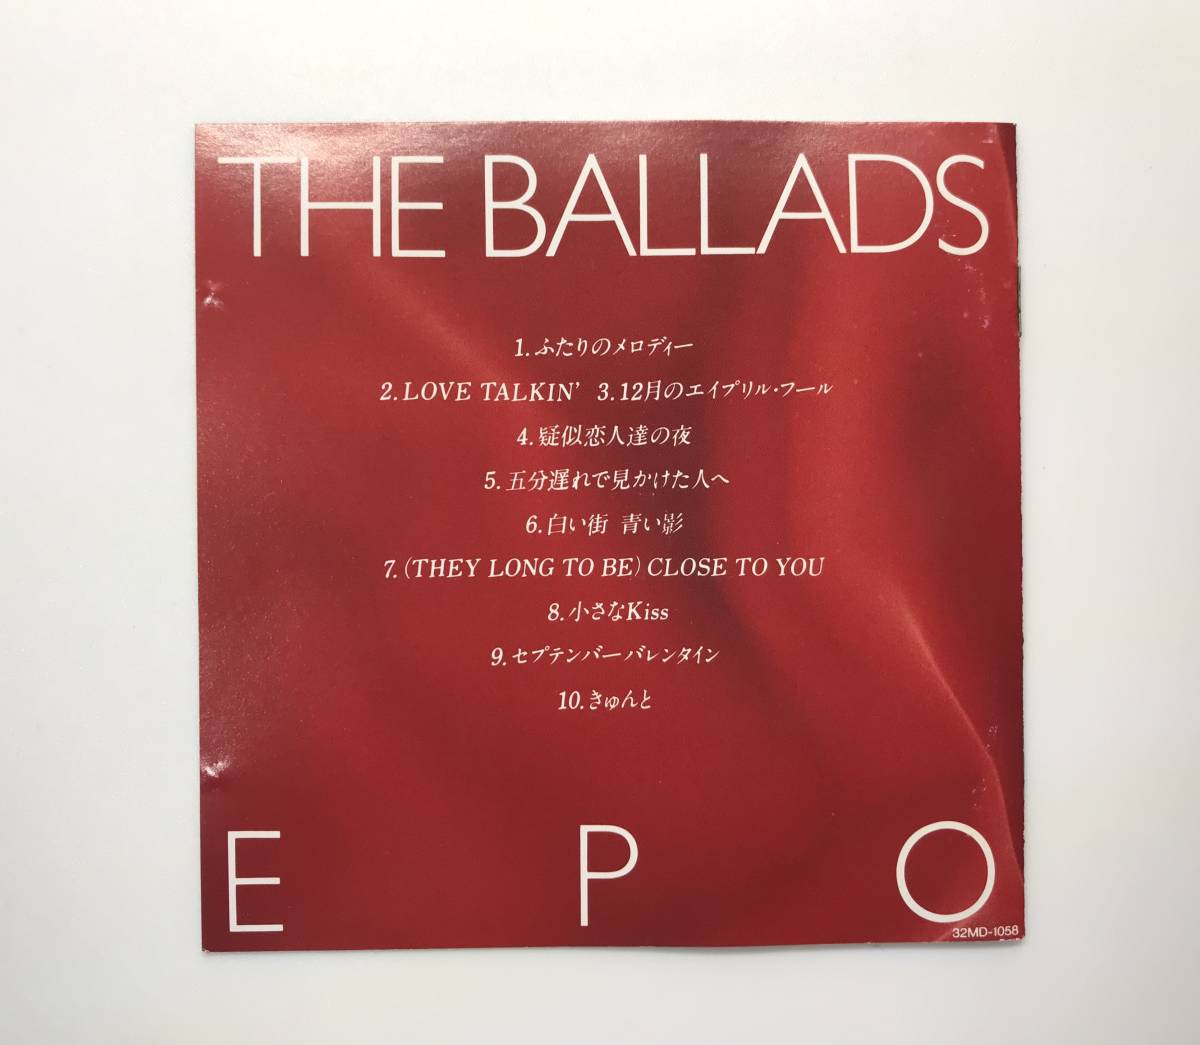 THE BALLADS
1.ふたりのメロディー
2.LOVE TALKIN’ 3.12月のエイプリル・フール
4.疑似恋人達の夜
5.五分遅れで見かけた人へ
6.白い街 青い影
7.(THEY LONG TO BE) CLOSE TO YOU
8.小さなKiss
9.セプテンバーバレンタイン
10.きゅんと
E P O
32MD-1058